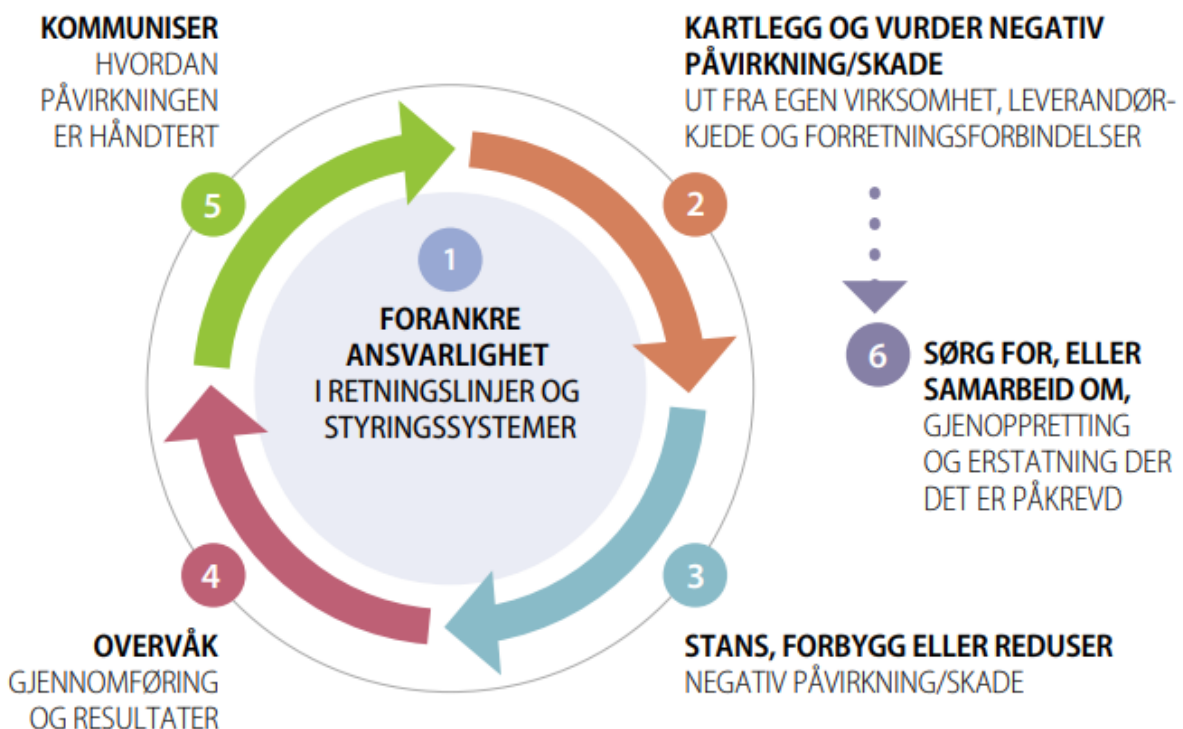 1
FORANKRE
ANSVARLIGHET
I RETNINGSLINJER OG
STYRINGSSYSTEMER
2
KARTLEGG OG VURDER NEGATIV
PÅVIRKNING/SKADE
UT FRA EGEN VIRKSOMHET, LEVERANDØR-
KJEDE OG FORRETNINGSFORBINDELSER
3
STANS, FORBYGG ELLER REDUSER
NEGATIV PÅVIRKNING/SKADE
4
OVERVÅK
GJENNOMFØRING
OG RESULTATER
5
KOMMUNISER
HVORDAN
PÅVIRKNINGEN
ER HÅNDTERT
6
SØRG FOR, ELLER
SAMARBEID OM,
GJENOPPRETTING
OG ERSTATNING DER
DET ER PÅKREVD